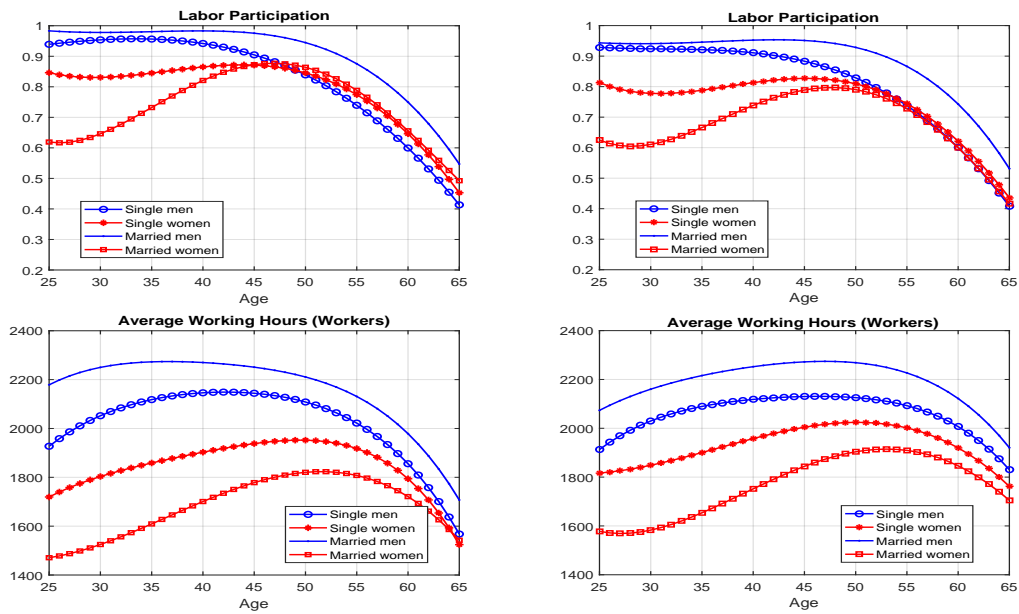 Labor Participation
1
0.9
0.8
0.7
0.6
0.5
0.4
0.3
0.2
Single men
Single women
Married men
Married women
25 30 35 40 45 50 55 60 65
Age
Labor Participation
1
0.9
0.8
0.7
0.6
0.5
0.4
0.3
0.2
Single men
Single women
Married men
Married women
25 30 35 40 45 50 55 60 65
Age
Average Working Hours (Workers)
2400
2200
2000
1800
1600
1400
Single men
Single women
Married men
Married women
25 30 35 40 45 50 55 60 65
Age
Average Working Hours (Workers)
2400
2200
2000
1800
1600
1400
Single men
Single women
Married men
Married women
25 30 35 40 45 50 55 60 65
Age